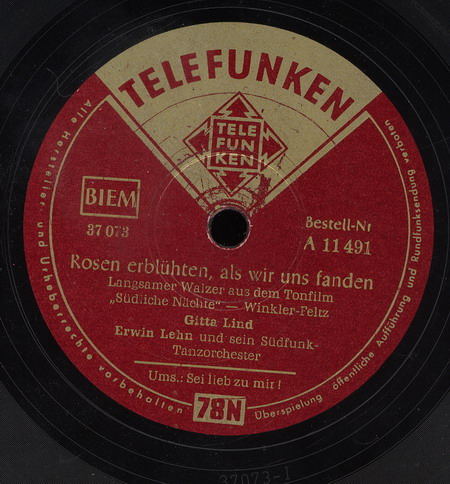 TELEFUNKEN
TELE
FUN
KEN
BIEM
37 073
Bestell-Nr
A 11 491
Rosen erblühten, als wir uns fanden
Langsamer Walzer aus dem Tonfilm
„Südliche Nächte" — Winkler-Feltz
Gitta Lind
Erwin Lehn und sein Südfunk-
Tanzorchester
Ums.: Sei lieb zu mir !
78N
Alle Hersteller- und Urheberrechte vorbehalten
Überspielung öffentliche Aufführung und Rundfunksendung verboten
37073-1